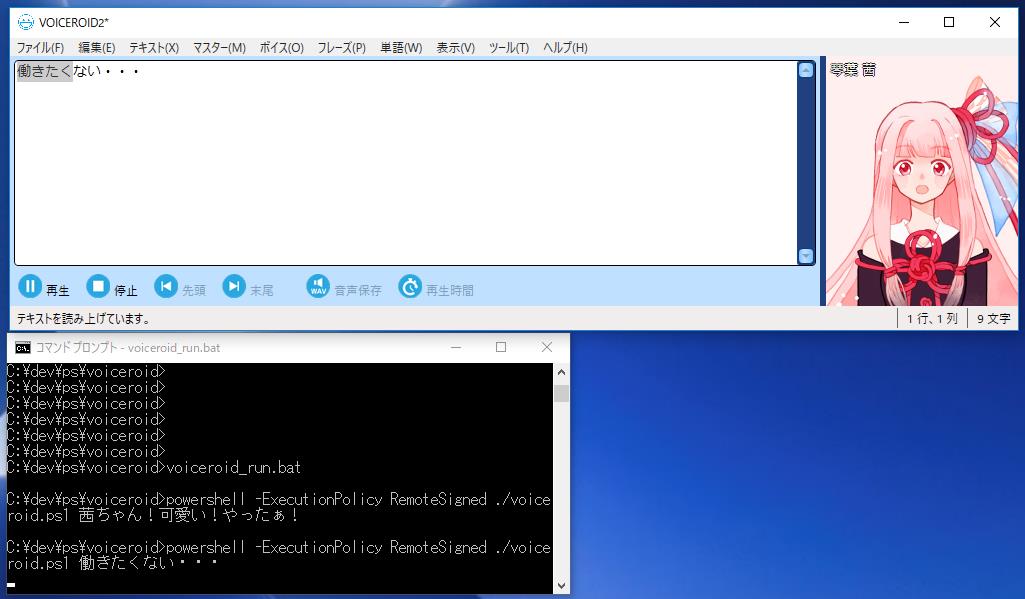 VOICEROID2*
ファイル(F) 編集(E) テキスト(X) マスター(M) ボイス(O) フレーズ(P) 単語(W) 表示(V) ツール(T) ヘルプ(H)
働きたくない・・・
琴葉 茜
再生 停止 先頭 末尾 WAV 音声保存 再生時間
テキストを読み上げています。 1 行、1 列 9 文字
C:\. コマンド プロンプト - voiceroid_run.bat
C:¥dev¥ps¥voiceroid>
C:¥dev¥ps¥voiceroid>
C:¥dev¥ps¥voiceroid>
C:¥dev¥ps¥voiceroid>
C:¥dev¥ps¥voiceroid>
C:¥dev¥ps¥voiceroid>
C:¥dev¥ps¥voiceroid>voiceroid_run.bat
C:¥dev¥ps¥voiceroid>powershell -ExecutionPolicy RemoteSigned ./voice
roid.ps1 茜ちゃん！可愛い！やったぁ！
C:¥dev¥ps¥voiceroid>powershell -ExecutionPolicy RemoteSigned ./voice
roid.ps1 働きたくない・・・